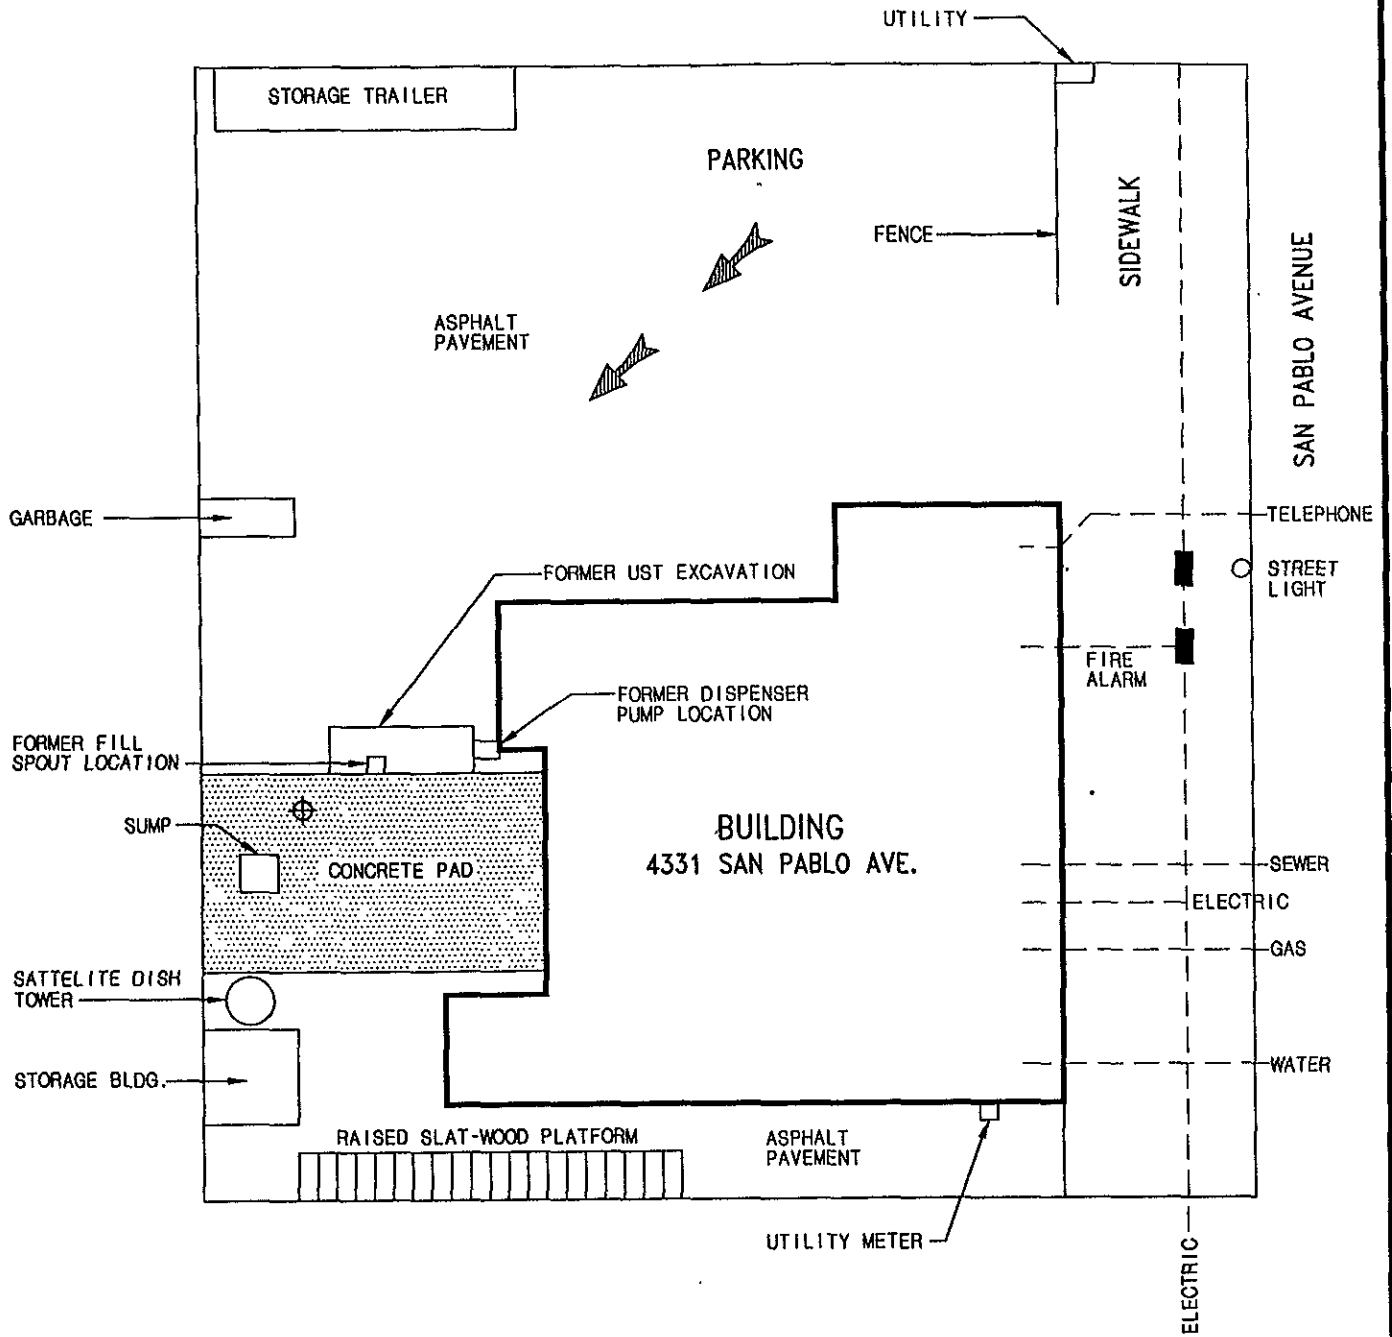 UTILITY
STORAGE TRAILER
PARKING
SIDEWALK
FENCE
SAN PABLO AVENUE
ASPHALT
PAVEMENT
GARBAGE
TELEPHONE
FORMER UST EXCAVATION
STREET
LIGHT
FIRE
ALARM
FORMER DISPENSER
PUMP LOCATION
FORMER FILL
SPOUT LOCATION
SUMP
BUILDING
4331 SAN PABLO AVE.
CONCRETE PAD
SEWER
ELECTRIC
GAS
SATTELITE DISH
TOWER
WATER
STORAGE BLDG.
RAISED SLAT-WOOD PLATFORM
ASPHALT
PAVEMENT
UTILITY METER
ELECTRIC